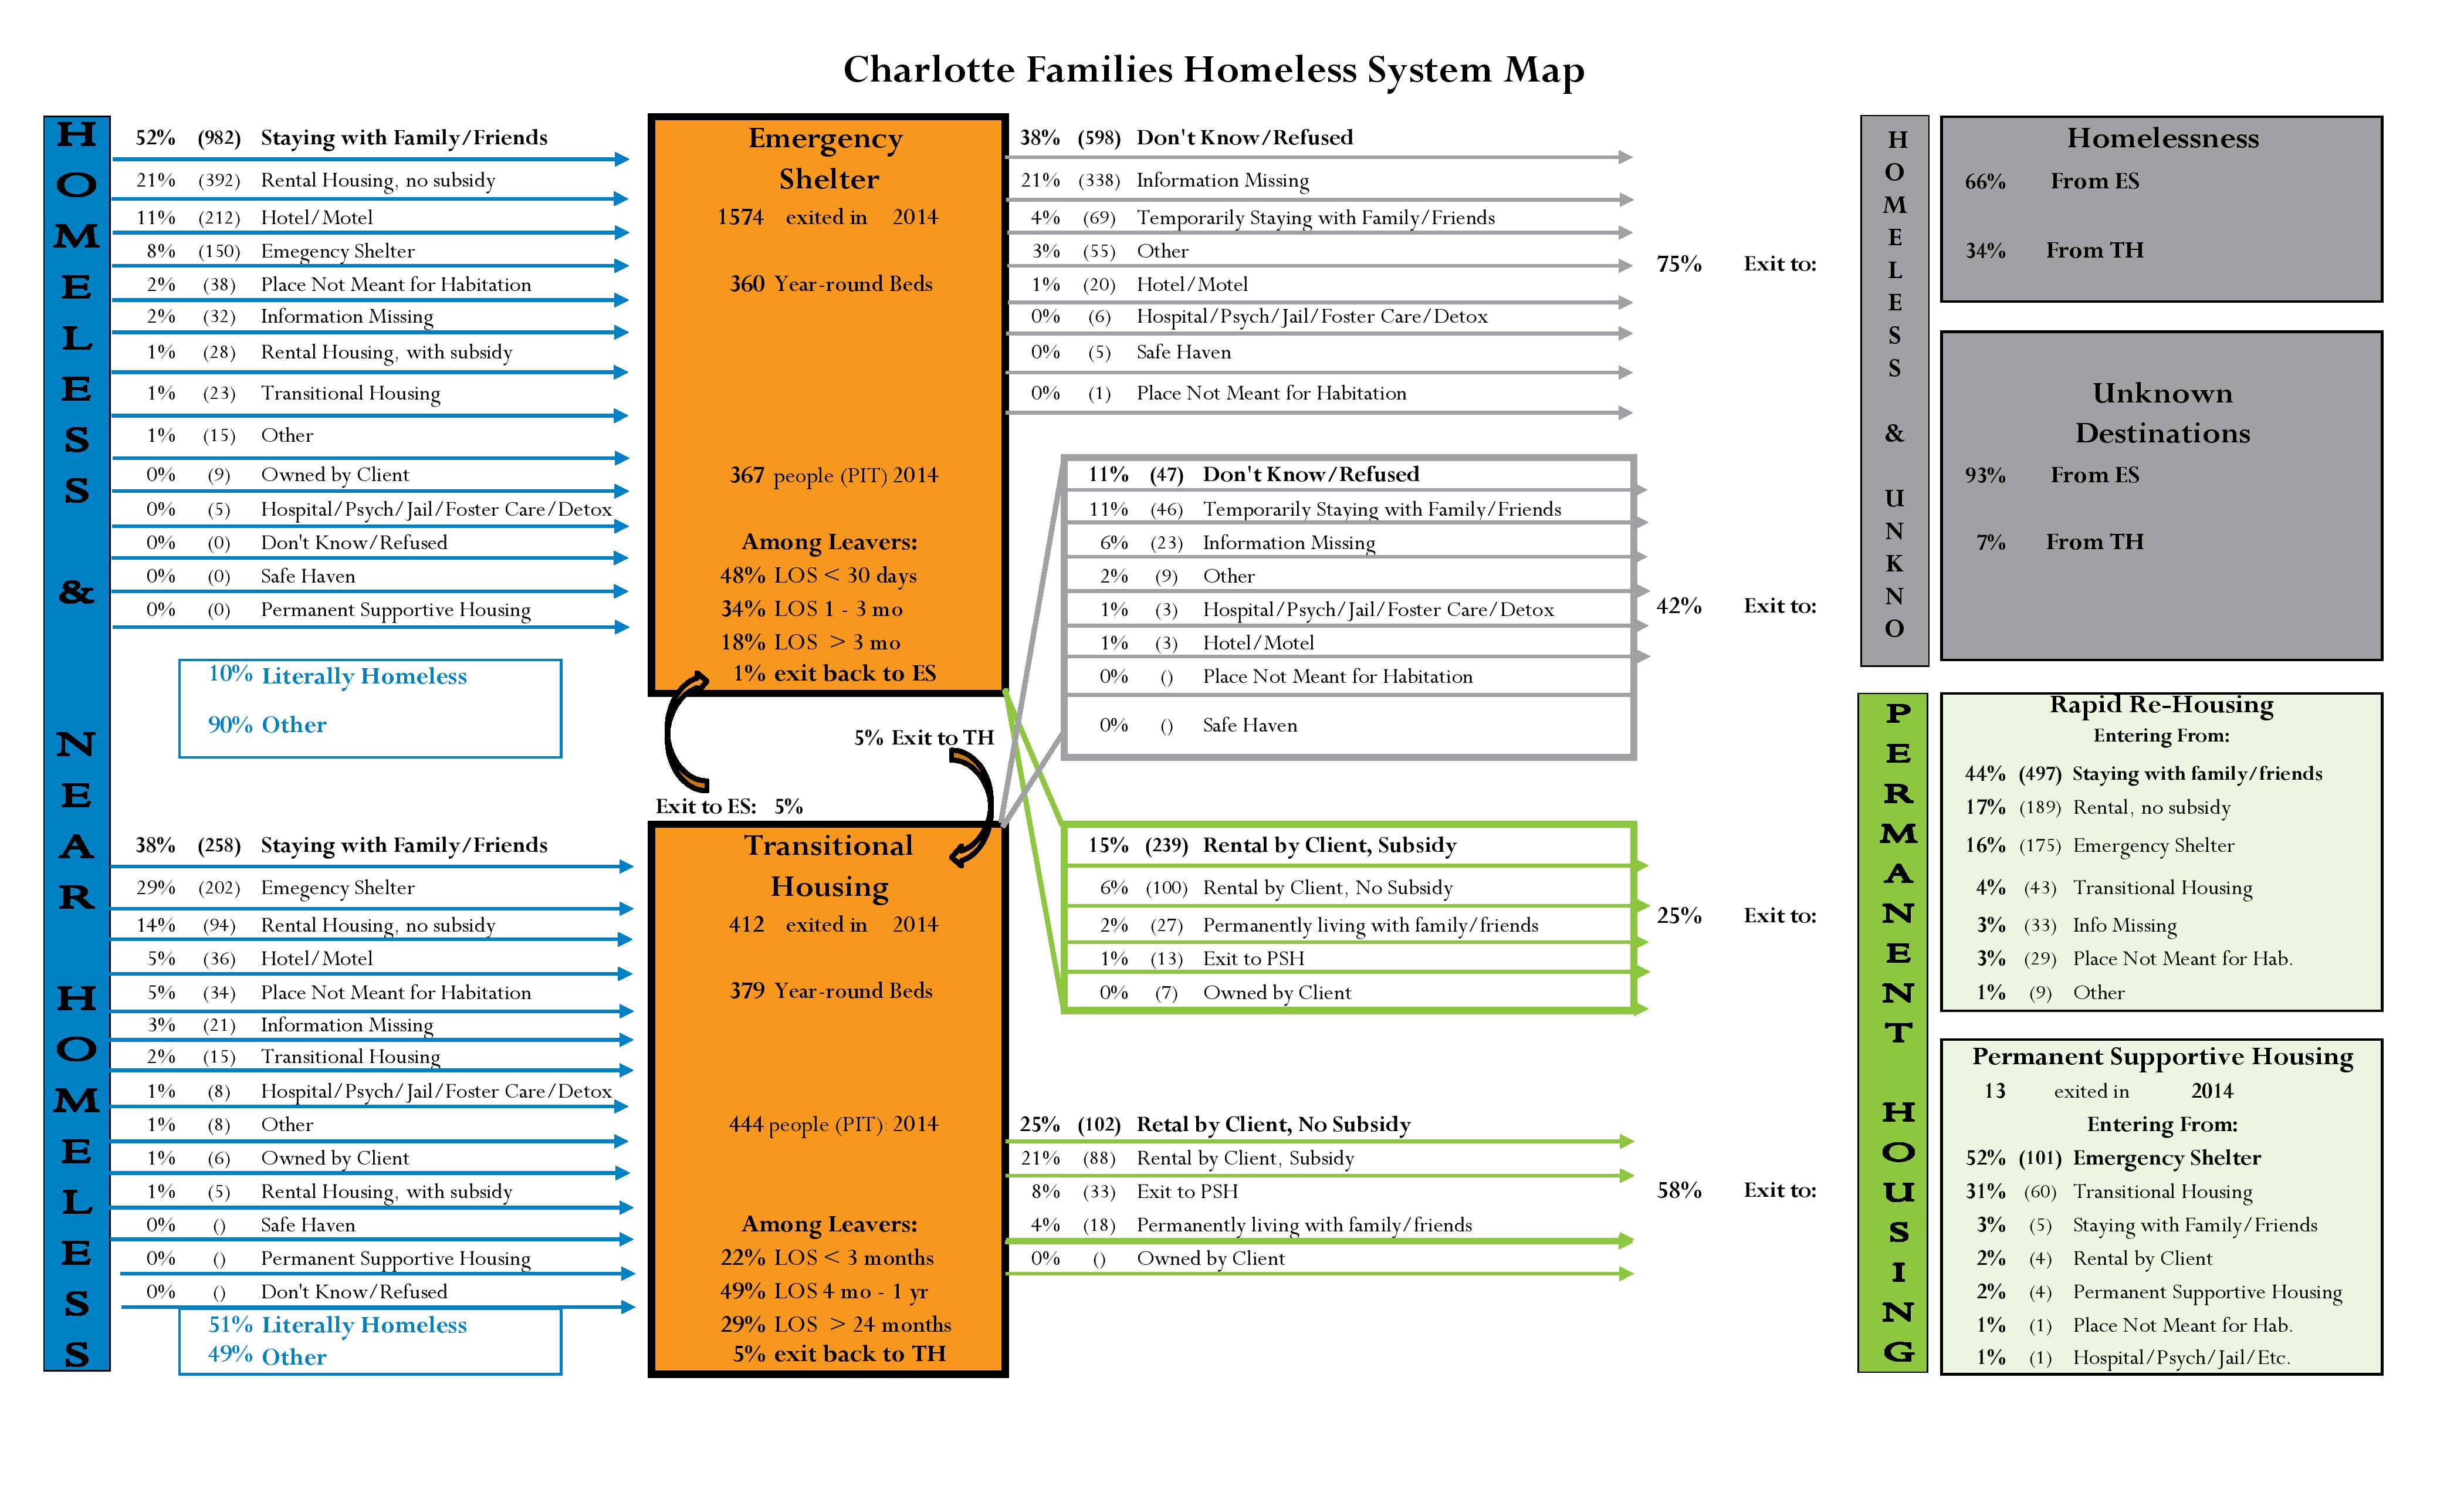 Charlotte Families Homeless System Map
HOMELESS & NEAR HOMELESS
52% (982) Staying with Family/Friends
21% (392) Rental Housing, no subsidy
11% (212) Hotel/Motel
8% (150) Emegency Shelter
2% (38) Place Not Meant for Habitation
2% (32) Information Missing
1% (28) Rental Housing, with subsidy
1% (23) Transitional Housing
1% (15) Other
0% (9) Owned by Client
0% (5) Hospital/Psych/Jail/Foster Care/Detox
0% (0) Don't Know/Refused
0% (0) Safe Haven
0% (0) Permanent Supportive Housing
10% Literally Homeless
90% Other
38% (258) Staying with Family/Friends
29% (202) Emegency Shelter
14% (94) Rental Housing, no subsidy
5% (36) Hotel/Motel
5% (34) Place Not Meant for Habitation
3% (21) Information Missing
2% (15) Transitional Housing
1% (8) Hospital/Psych/Jail/Foster Care/Detox
1% (8) Other
1% (6) Owned by Client
1% (5) Rental Housing, with subsidy
0% () Safe Haven
0% () Permanent Supportive Housing
0% () Don't Know/Refused
51% Literally Homeless
49% Other
Emergency
Shelter
1574 exited in 2014
360 Year-round Beds
367 people (PIT) 2014
Among Leavers:
48% LOS < 30 days
34% LOS 1 - 3 mo
18% LOS > 3 mo
1% exit back to ES
5% Exit to TH
Exit to ES: 5%
Transitional
Housing
412 exited in 2014
379 Year-round Beds
444 people (PIT): 2014
Among Leavers:
22% LOS < 3 months
49% LOS 4 mo - 1 yr
29% LOS > 24 months
5% exit back to TH
38% (598) Don't Know/Refused
21% (338) Information Missing
4% (69) Temporarily Staying with Family/Friends
3% (55) Other
1% (20) Hotel/Motel
0% (6) Hospital/Psych/Jail/Foster Care/Detox
0% (5) Safe Haven
0% (1) Place Not Meant for Habitation
75% Exit to:
11% (47) Don't Know/Refused
11% (46) Temporarily Staying with Family/Friends
6% (23) Information Missing
2% (9) Other
1% (3) Hospital/Psych/Jail/Foster Care/Detox
1% (3) Hotel/Motel
0% () Place Not Meant for Habitation
0% () Safe Haven
42% Exit to:
15% (239) Rental by Client, Subsidy
6% (100) Rental by Client, No Subsidy
2% (27) Permanently living with family/friends
1% (13) Exit to PSH
0% (7) Owned by Client
25% Exit to:
25% (102) Retal by Client, No Subsidy
21% (88) Rental by Client, Subsidy
8% (33) Exit to PSH
4% (18) Permanently living with family/friends
0% () Owned by Client
58% Exit to:
HOMELESS & UNKNO
Homelessness
66% From ES
34% From TH
Unknown
Destinations
93% From ES
7% From TH
PERMANENT HOUSING
Rapid Re-Housing
Entering From:
44% (497) Staying with family/friends
17% (189) Rental, no subsidy
16% (175) Emergency Shelter
4% (43) Transitional Housing
3% (33) Info Missing
3% (29) Place Not Meant for Hab.
1% (9) Other
Permanent Supportive Housing
13 exited in 2014
Entering From:
52% (101) Emergency Shelter
31% (60) Transitional Housing
3% (5) Staying with Family/Friends
2% (4) Rental by Client
2% (4) Permanent Supportive Housing
1% (1) Place Not Meant for Hab.
1% (1) Hospital/Psych/Jail/Etc.